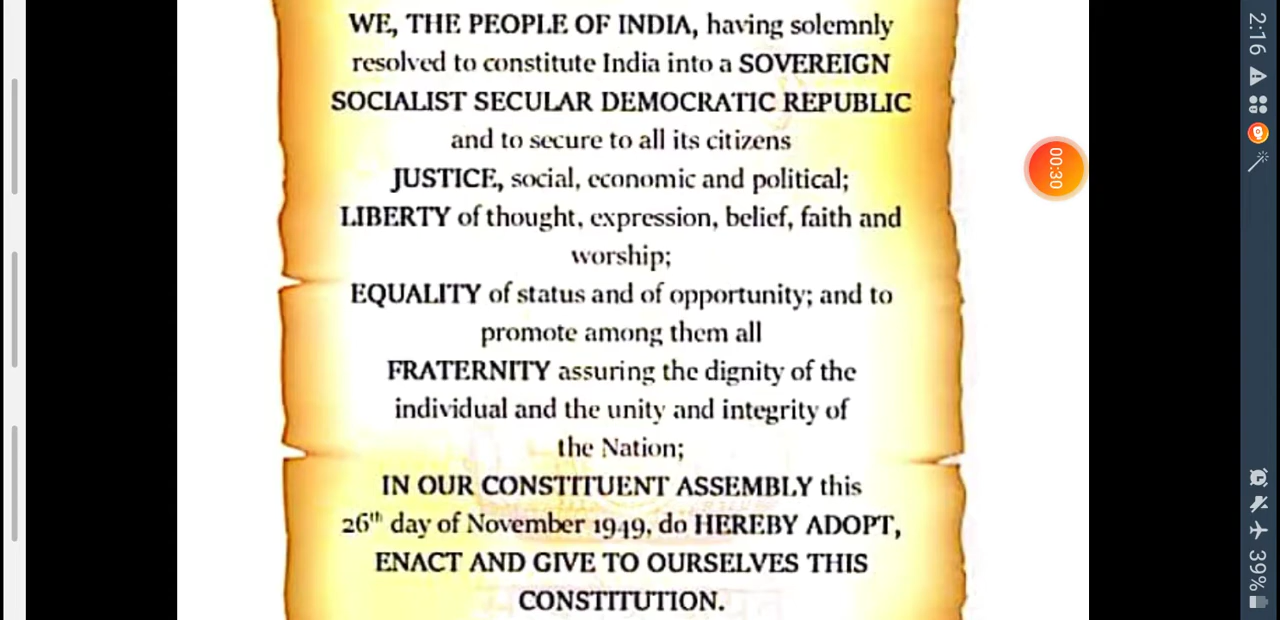 WE, THE PEOPLE OF INDIA, having solemnly
resolved to constitute India into a SOVEREIGN
SOCIALIST SECULAR DEMOCRATIC REPUBLIC
and to secure to all its citizens
JUSTICE, social, economic and political;
LIBERTY of thought, expression, belief, faith and
worship;
EQUALITY of status and of opportunity; and to
promote among them all
FRATERNITY assuring the dignity of the
individual and the unity and integrity of
the Nation;
IN OUR CONSTITUENT ASSEMBLY this
26th day of November 1949, do HEREBY ADOPT,
ENACT AND GIVE TO OURSELVES THIS
CONSTITUTION.
00:30
2:16
39%